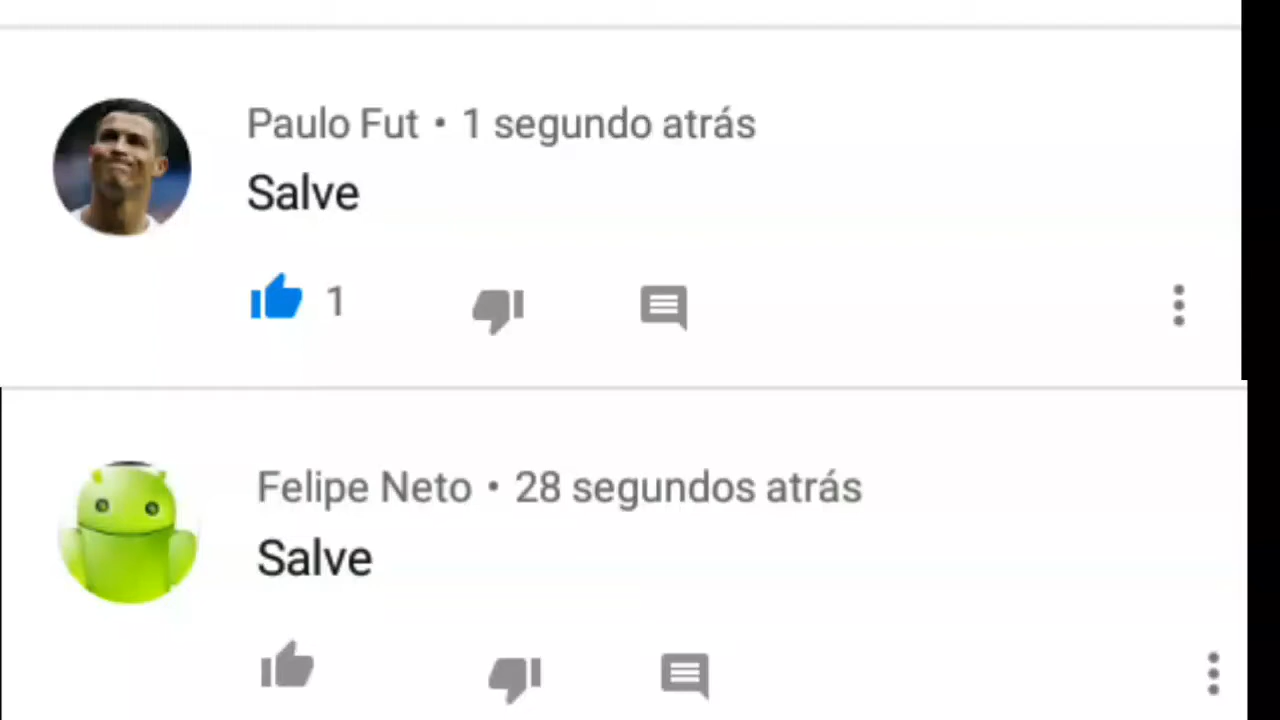 Paulo Fut • 1 segundo atrás
Salve
1
Felipe Neto • 28 segundos atrás
Salve